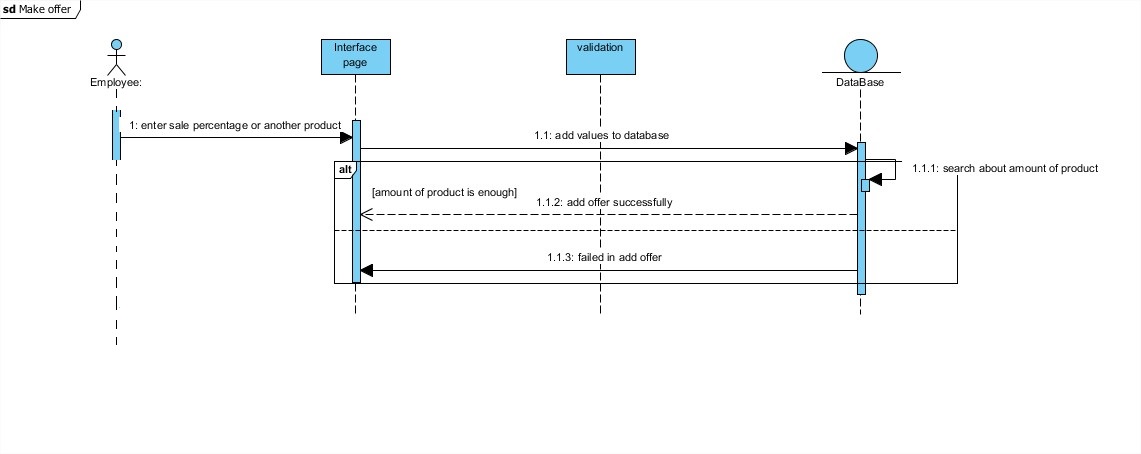 sd Make offer
Interface
page
validation
Employee:
DataBase
1: enter sale percentage or another product
1.1: add values to database
alt
1.1.1: search about amount of product
[amount of product is enough]
1.1.2: add offer successfully
1.1.3: failed in add offer